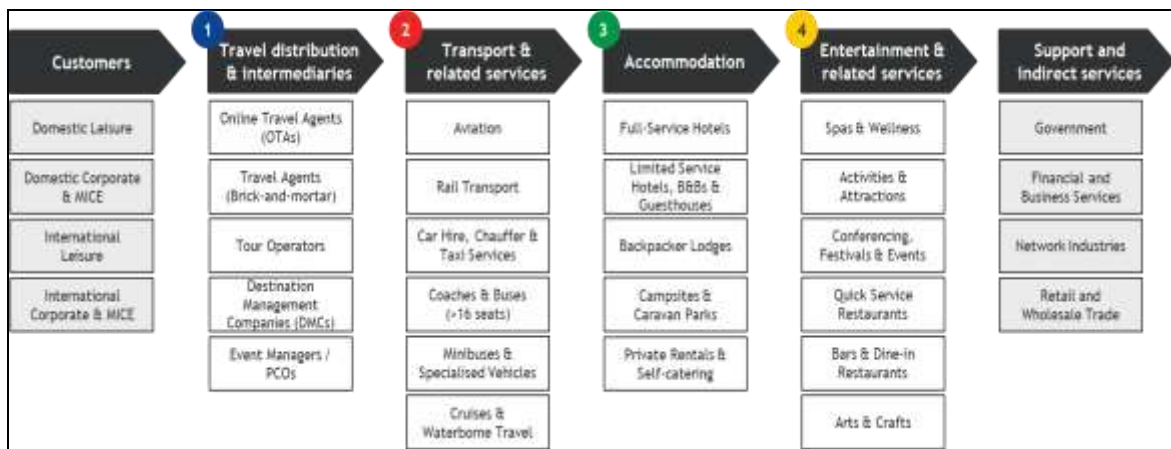 1
2
3
4
Customers
Travel distribution
& intermediaries
Transport &
related services
Accommodation
Entertainment &
related services
Support and
indirect services
Domestic Leisure
Domestic Corporate
& MICE
International
Leisure
International
Corporate & MICE
Online Travel Agents
(OTAs)
Travel Agents
(Brick-and-mortar)
Tour Operators
Destination
Management
Companies (DMCs)
Event Managers /
PCOs
Aviation
Rail Transport
Car Hire, Chauffer &
Taxi Services
Coaches & Buses
(>16 seats)
Minibuses &
Specialised Vehicles
Cruises &
Waterborne Travel
Full-Service Hotels
Limited Service
Hotels, B&Bs &
Guesthouses
Backpacker Lodges
Campsites &
Caravan Parks
Private Rentals &
Self-catering
Spas & Wellness
Activities &
Attractions
Conferencing,
Festivals & Events
Quick Service
Restaurants
Bars & Dine-in
Restaurants
Arts & Crafts
Government
Financial and
Business Services
Network Industries
Retail and
Wholesale Trade